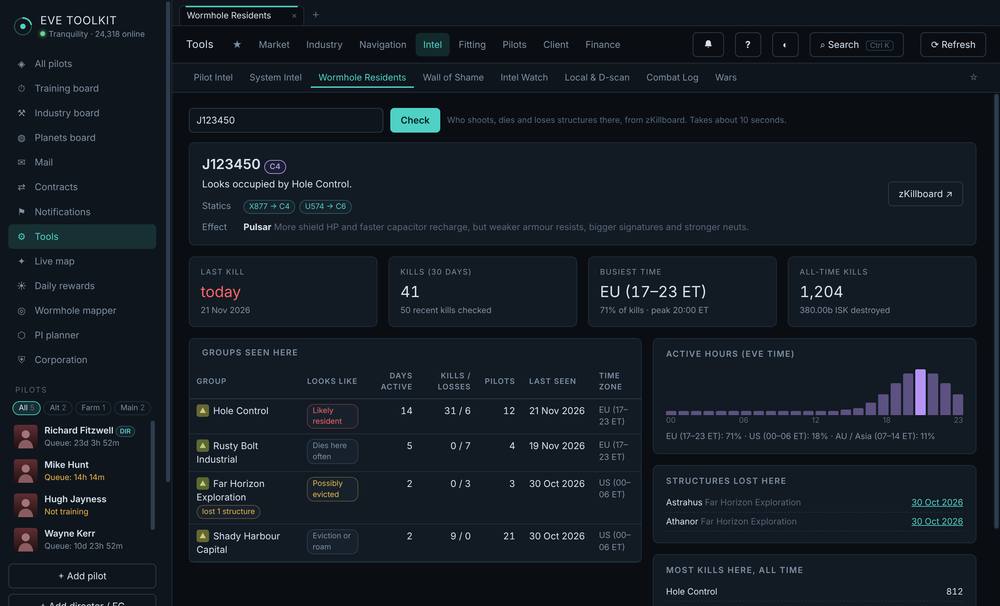 EVE TOOLKIT
Tranquility · 24,318 online
All pilots
Training board
Industry board
Planets board
Mail
Contracts
Notifications
Tools
Live map
Daily rewards
Wormhole mapper
PI planner
Corporation
PILOTS
All 5
Alt 2
Farm 1
Main 2
Richard Fitzwell DIR
Queue: 23d 3h 52m
Mike Hunt
Queue: 14h 14m
Hugh Jayness
Not training
Wayne Kerr
Queue: 10d 23h 52m
+ Add pilot
+ Add director / FC
Wormhole Residents × +
Tools ★ Market Industry Navigation Intel Fitting Pilots Client Finance ? Search Ctrl K ⟳ Refresh
Pilot Intel System Intel Wormhole Residents Wall of Shame Intel Watch Local & D-scan Combat Log Wars ☆
J123450 Check Who shoots, dies and loses structures there, from zKillboard. Takes about 10 seconds.
J123450 C4
Looks occupied by Hole Control.
Statics X877 → C4 U574 → C6
Effect Pulsar More shield HP and faster capacitor recharge, but weaker armour resists, bigger signatures and stronger neuts.
zKillboard ↗
LAST KILL
today
21 Nov 2026
KILLS (30 DAYS)
41
50 recent kills checked
BUSIEST TIME
EU (17–23 ET)
71% of kills · peak 20:00 ET
ALL-TIME KILLS
1,204
380.00b ISK destroyed
GROUPS SEEN HERE
GROUP LOOKS LIKE DAYS ACTIVE KILLS / LOSSES PILOTS LAST SEEN TIME ZONE
Hole Control Likely resident 14 31 / 6 12 21 Nov 2026 EU (17–23 ET)
Rusty Bolt Industrial Dies here often 5 0 / 7 4 19 Nov 2026 EU (17–23 ET)
Far Horizon Exploration lost 1 structure Possibly evicted 2 0 / 3 3 30 Oct 2026 US (00–06 ET)
Shady Harbour Capital Eviction or roam 2 9 / 0 21 30 Oct 2026 US (00–06 ET)
ACTIVE HOURS (EVE TIME)
00 06 12 18 23
EU (17–23 ET): 71% · US (00–06 ET): 18% · AU / Asia (07–14 ET): 11%
STRUCTURES LOST HERE
Astrahus Far Horizon Exploration 30 Oct 2026
Athanor Far Horizon Exploration 30 Oct 2026
MOST KILLS HERE, ALL TIME
Hole Control 812